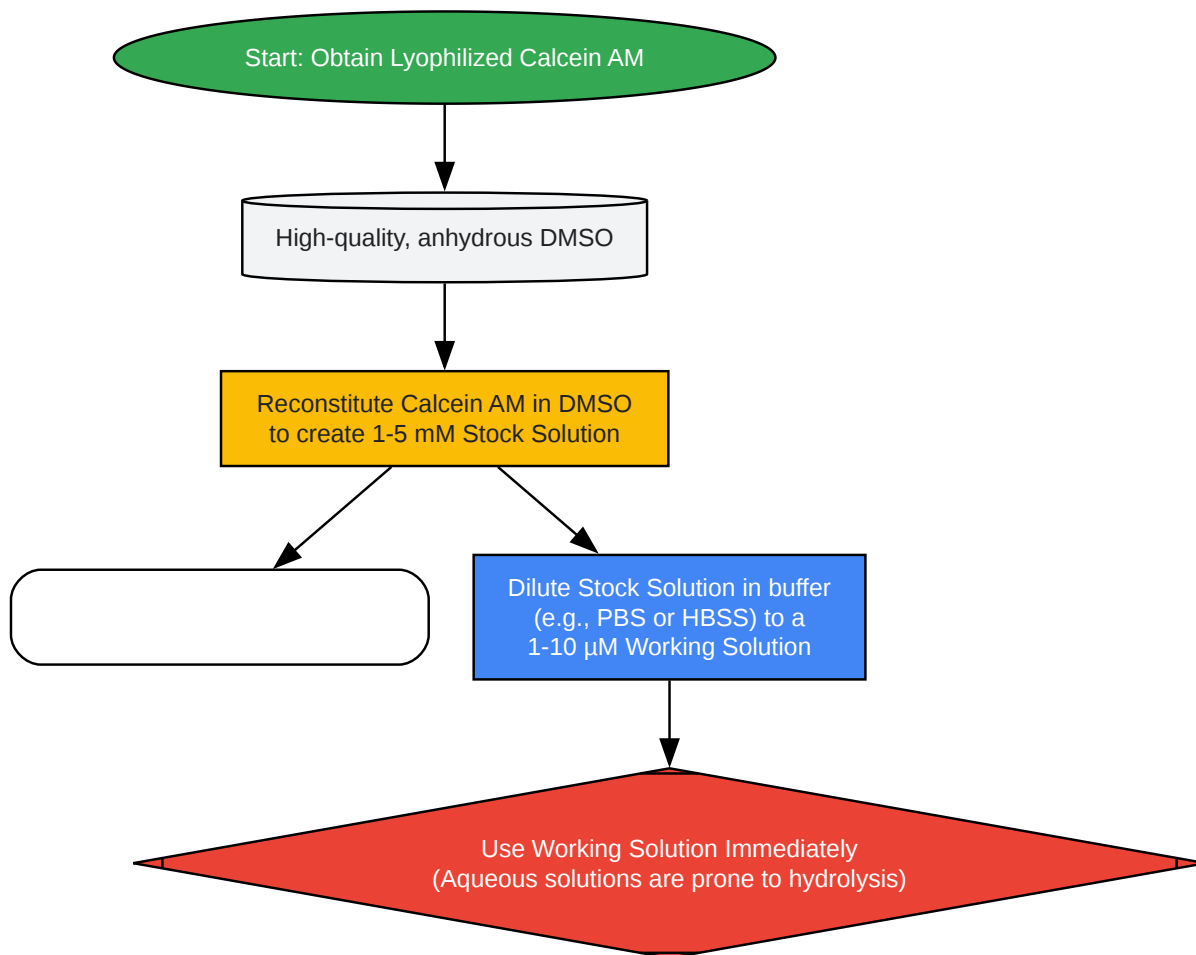 Start: Obtain Lyophilized Calcein AM
High-quality, anhydrous DMSO
Reconstitute Calcein AM in DMSO
to create 1-5 mM Stock Solution
Dilute Stock Solution in buffer
(e.g., PBS or HBSS) to a
1-10 µM Working Solution
Use Working Solution Immediately
(Aqueous solutions are prone to hydrolysis)